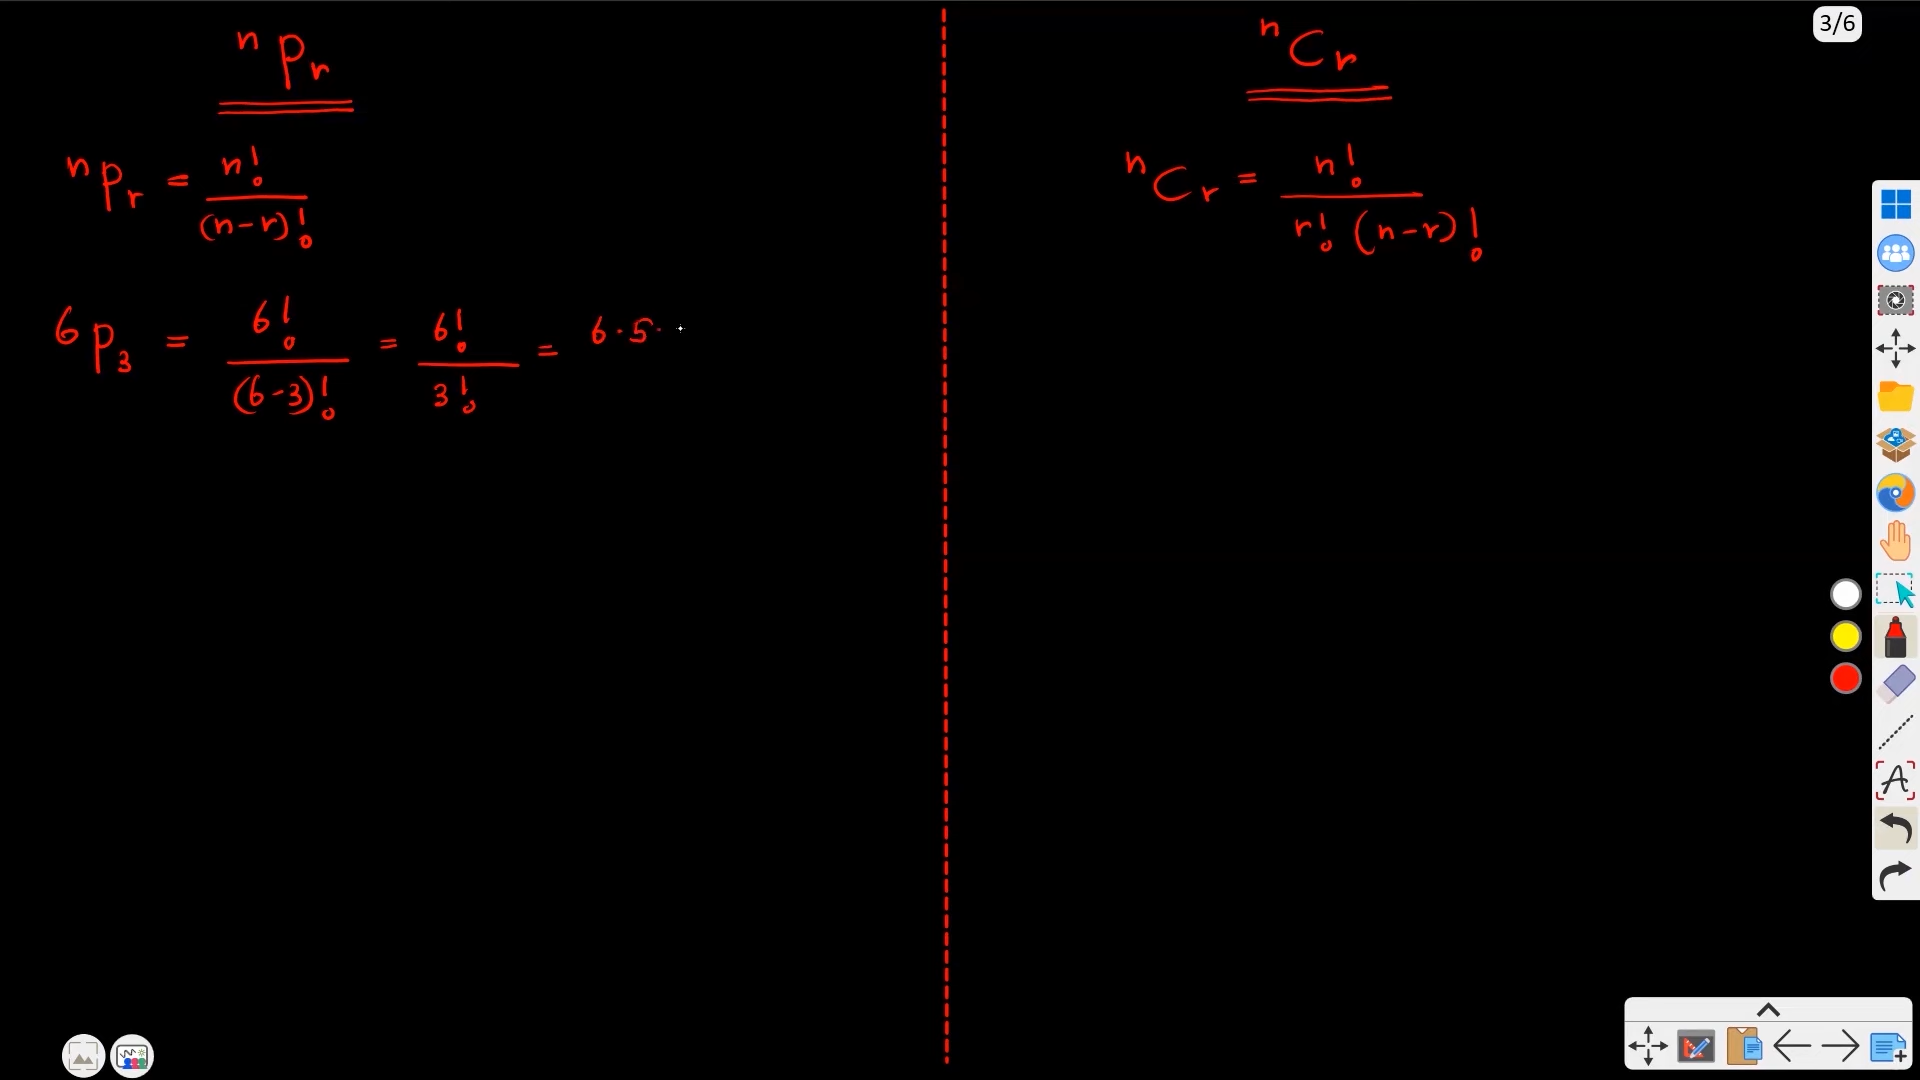 ⁿPᵣ
ⁿPᵣ = n! / (n-r)!
⁶P₃ = 6! / (6-3)! = 6! / 3! = 6·5·
ⁿCᵣ
ⁿCᵣ = n! / r! (n-r)!
3/6